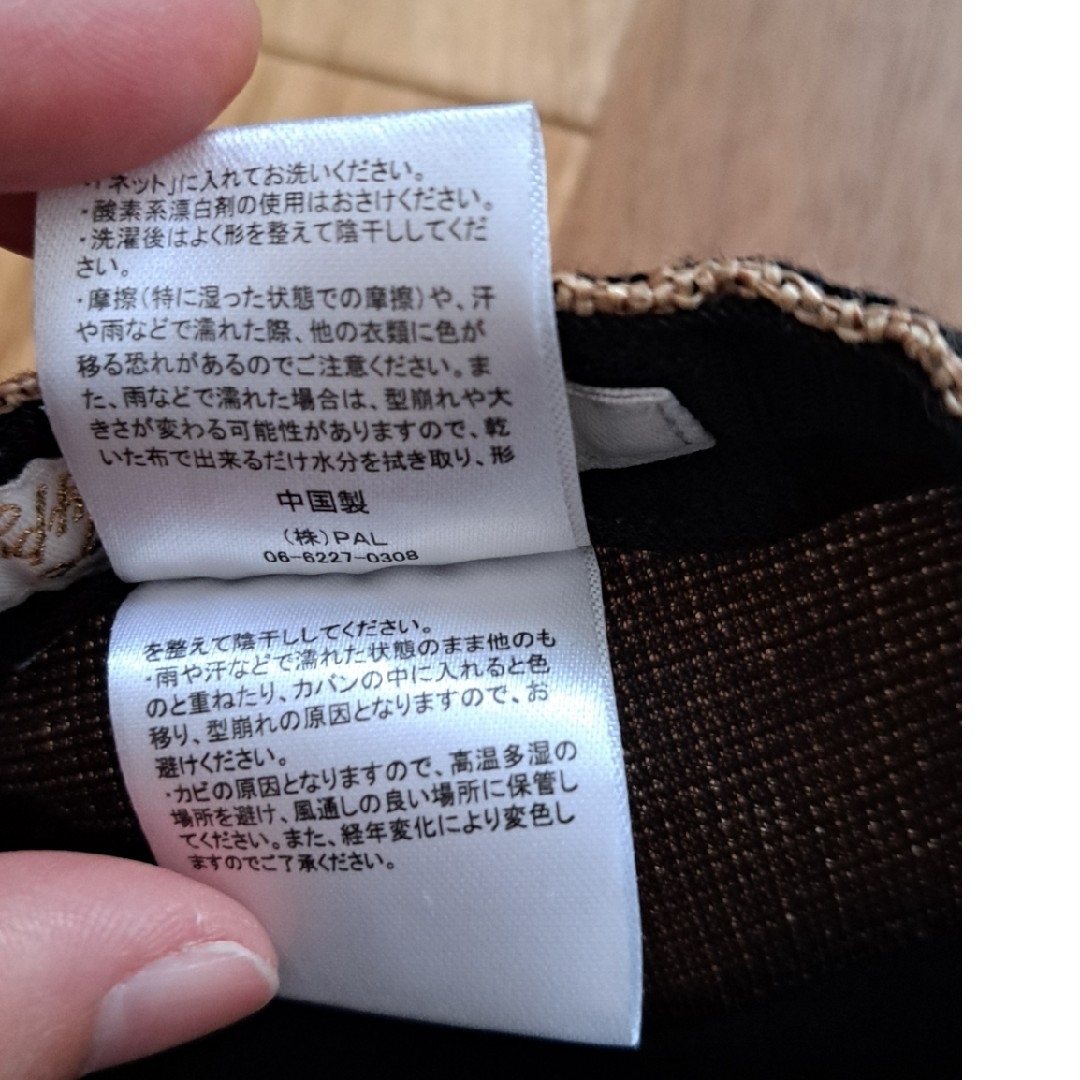 ネット」に入れてお洗いください。
・酸素系漂白剤の使用はおさけください。
・洗濯後はよく形を整えて陰干ししてくだ
さい。
・摩擦(特に湿った状態での摩擦)や、汗
や雨などで濡れた際、他の衣類に色が
移る恐れがあるのでご注意ください。ま
た、雨などで濡れた場合は、型崩れや大
きさが変わる可能性がありますので、乾
いた布で出来るだけ水分を拭き取り、形
中国製
(株)PAL
06-6227-0308
を整えて陰干ししてください。
・雨や汗などで濡れた状態のまま他のも
のと重ねたり、カバンの中に入れると色
移り、型崩れの原因となりますので、お
避けください。
・カビの原因となりますので、高温多湿の
場所を避け、風通しの良い場所に保管し
てください。また、経年変化により変色し
ますのでご了承ください。